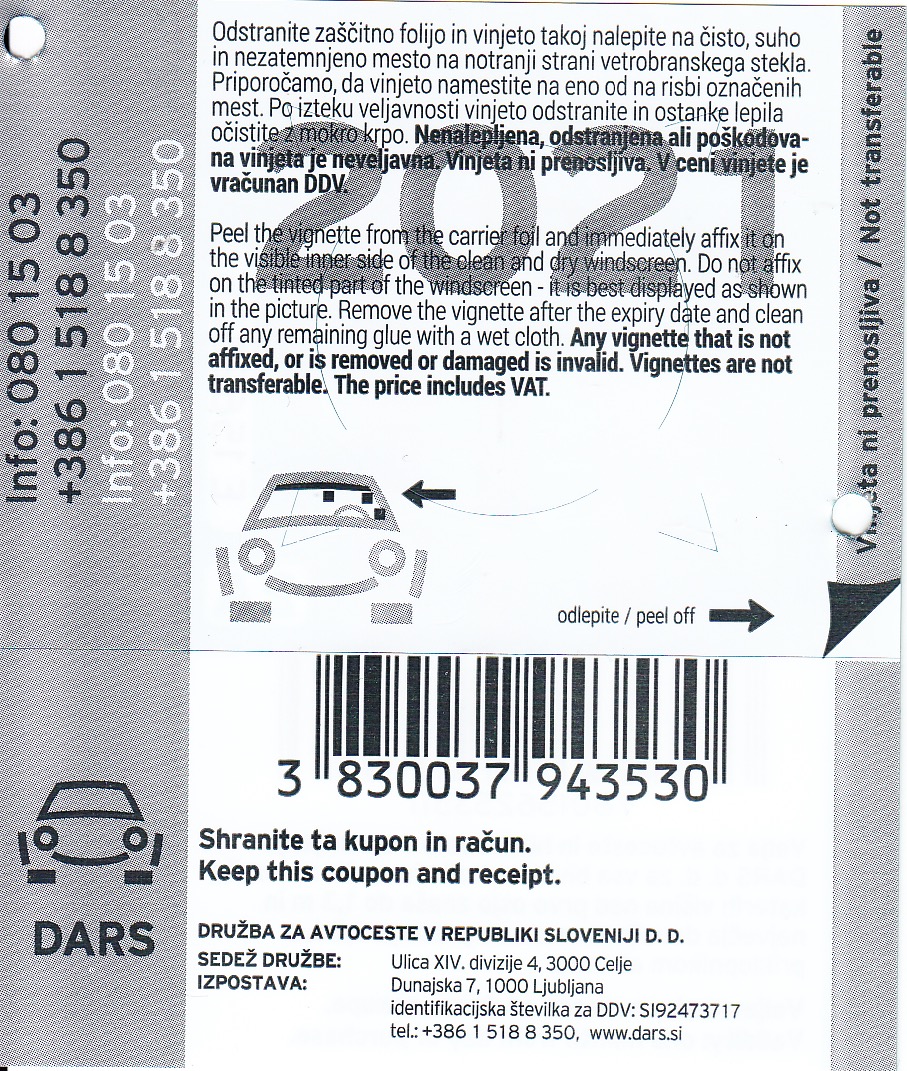 Odstranite zaščitno folijo in vinjeto takoj nalepite na čisto, suho
in nezatemnjeno mesto na notranji strani vetrobranskega stekla.
Priporočamo, da vinjeto namestite na eno od na risbi označenih
mest. Po izteku veljavnosti vinjeto odstranite in ostanke lepila
očistite z mokro krpo. Nenalepljena, odstranjena ali poškodova-
na vinjeta je neveljavna. Vinjeta ni prenosljiva. V ceni vinjete je
vračunan DDV.
2021
Peel the vignette from the carrier foil and immediately affix it on
the visible inner side of the clean and dry windscreen. Do not affix
on the tinted part of the windscreen - it is best displayed as shown
in the picture. Remove the vignette after the expiry date and clean
off any remaining glue with a wet cloth. Any vignette that is not
affixed, or is removed or damaged is invalid. Vignettes are not
transferable. The price includes VAT.
Info: 080 15 03
+386 1 518 8 350
Info: 080 15 03
+386 1 518 8 350
Vinjeta ni prenosljiva / Not transferable
odlepite / peel off
3 830037 943530
Shranite ta kupon in račun.
Keep this coupon and receipt.
DARS
DRUŽBA ZA AVTOCESTE V REPUBLIKI SLOVENIJI D. D.
SEDEŽ DRUŽBE: Ulica XIV. divizije 4, 3000 Celje
IZPOSTAVA: Dunajska 7, 1000 Ljubljana
identifikacijska številka za DDV: SI92473717
tel.: +386 1 518 8 350, www.dars.si